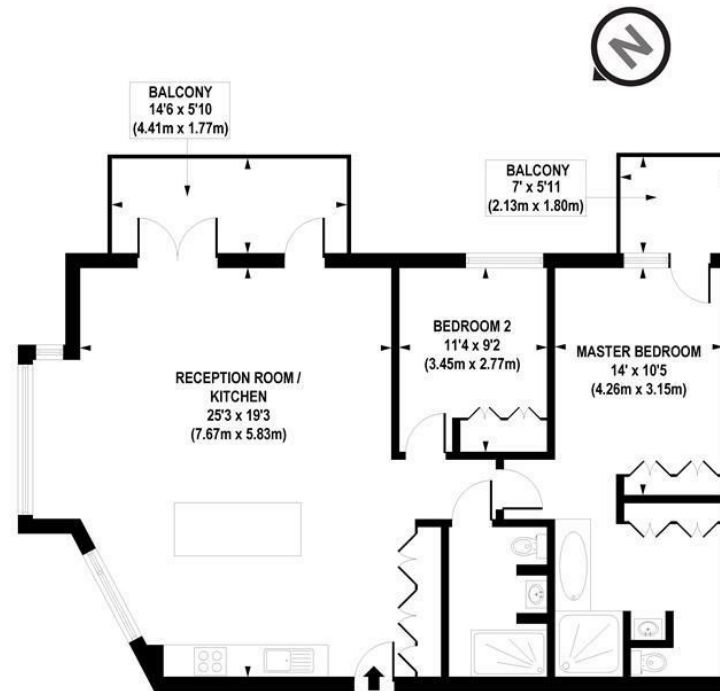 N
BALCONY
14'6 x 5'10
(4.41m x 1.77m)
BALCONY
7' x 5'11
(2.13m x 1.80m)
BEDROOM 2
11'4 x 9'2
(3.45m x 2.77m)
MASTER BEDROOM
14' x 10'5
(4.26m x 3.15m)
RECEPTION ROOM /
KITCHEN
25'3 x 19'3
(7.67m x 5.83m)